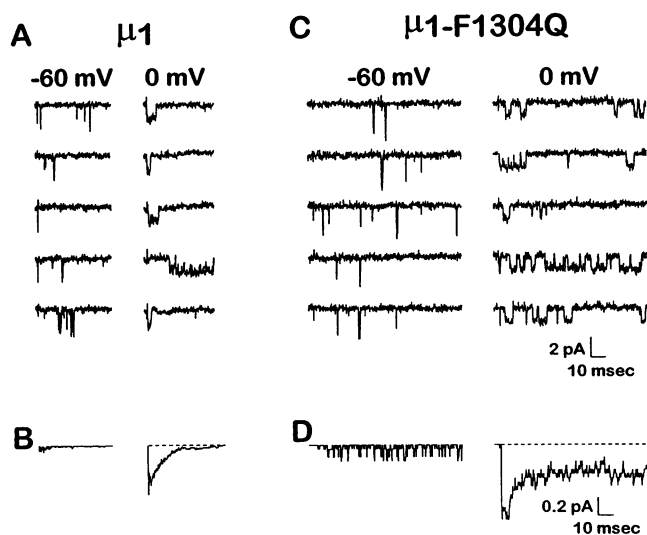 A μ1
-60 mV 0 mV
C μ1-F1304Q
-60 mV 0 mV
2 pA
10 msec
B
D
0.2 pA
10 msec